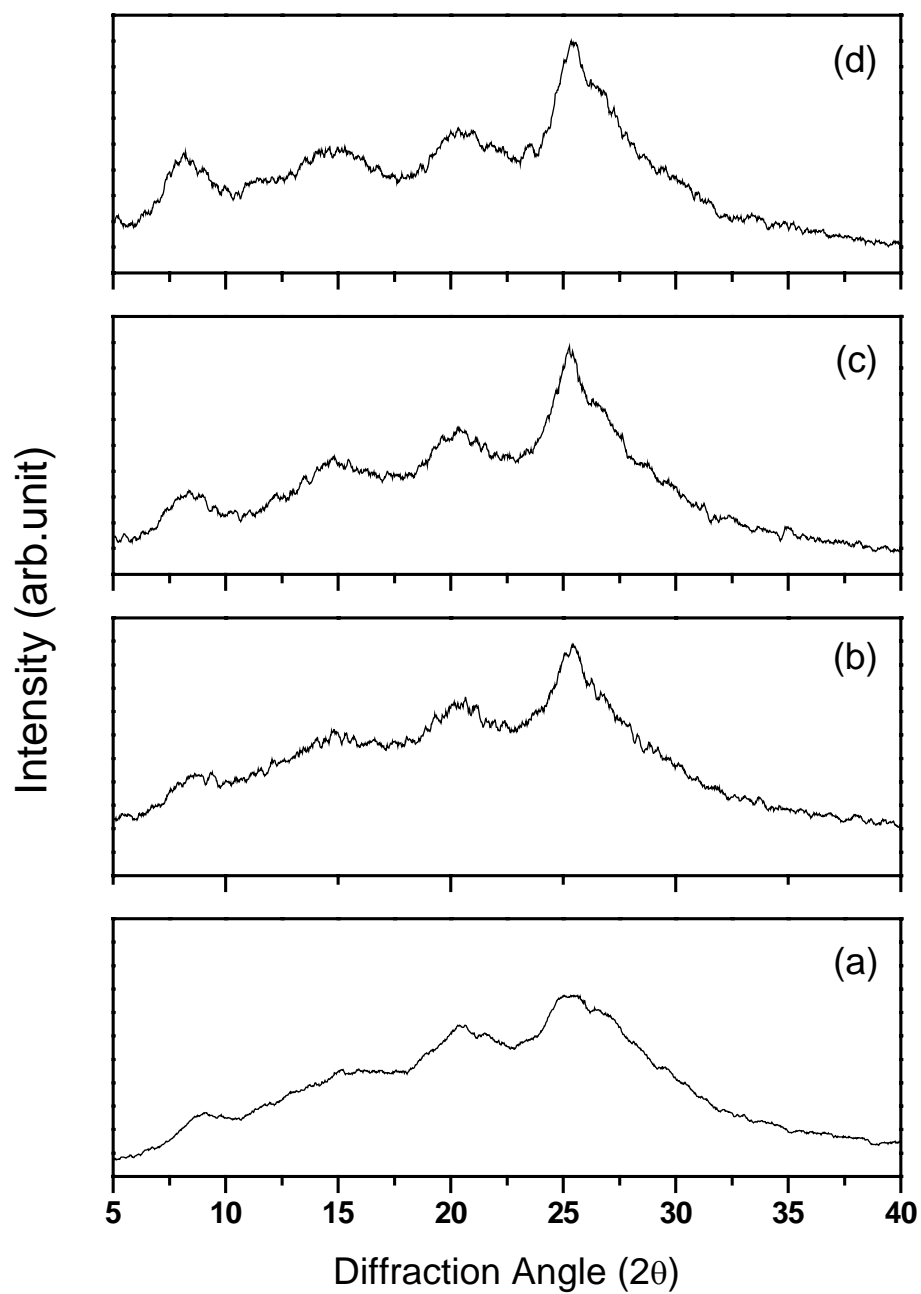 (d)
(c)
(b)
(a)
Intensity (arb.unit)
5 10 15 20 25 30 35 40
Diffraction Angle (2θ)